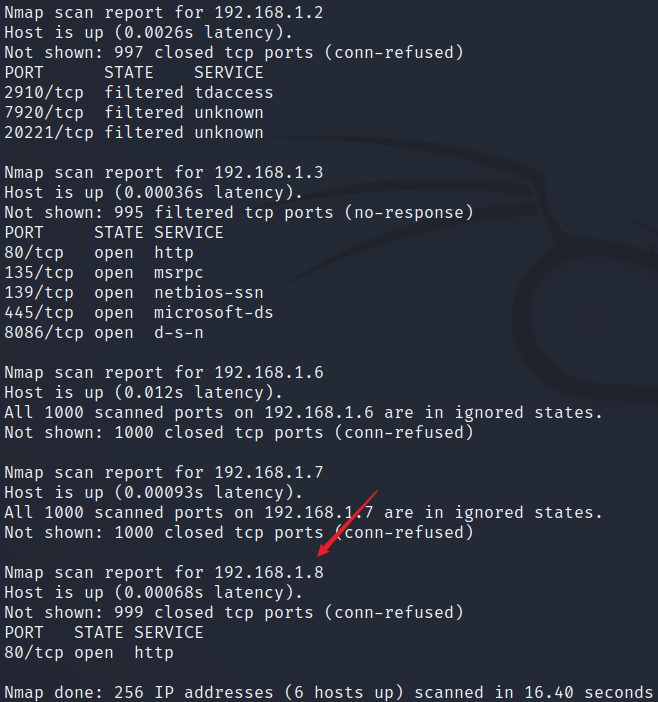 Nmap scan report for 192.168.1.2
Host is up (0.0026s latency).
Not shown: 997 closed tcp ports (conn-refused)
PORT      STATE    SERVICE
2910/tcp  filtered tdaccess
7920/tcp  filtered unknown
20221/tcp filtered unknown

Nmap scan report for 192.168.1.3
Host is up (0.00036s latency).
Not shown: 995 filtered tcp ports (no-response)
PORT     STATE SERVICE
80/tcp   open  http
135/tcp  open  msrpc
139/tcp  open  netbios-ssn
445/tcp  open  microsoft-ds
8086/tcp open  d-s-n

Nmap scan report for 192.168.1.6
Host is up (0.012s latency).
All 1000 scanned ports on 192.168.1.6 are in ignored states.
Not shown: 1000 closed tcp ports (conn-refused)

Nmap scan report for 192.168.1.7
Host is up (0.00093s latency).
All 1000 scanned ports on 192.168.1.7 are in ignored states.
Not shown: 1000 closed tcp ports (conn-refused)

Nmap scan report for 192.168.1.8
Host is up (0.00068s latency).
Not shown: 999 closed tcp ports (conn-refused)
PORT   STATE SERVICE
80/tcp open  http

Nmap done: 256 IP addresses (6 hosts up) scanned in 16.40 seconds